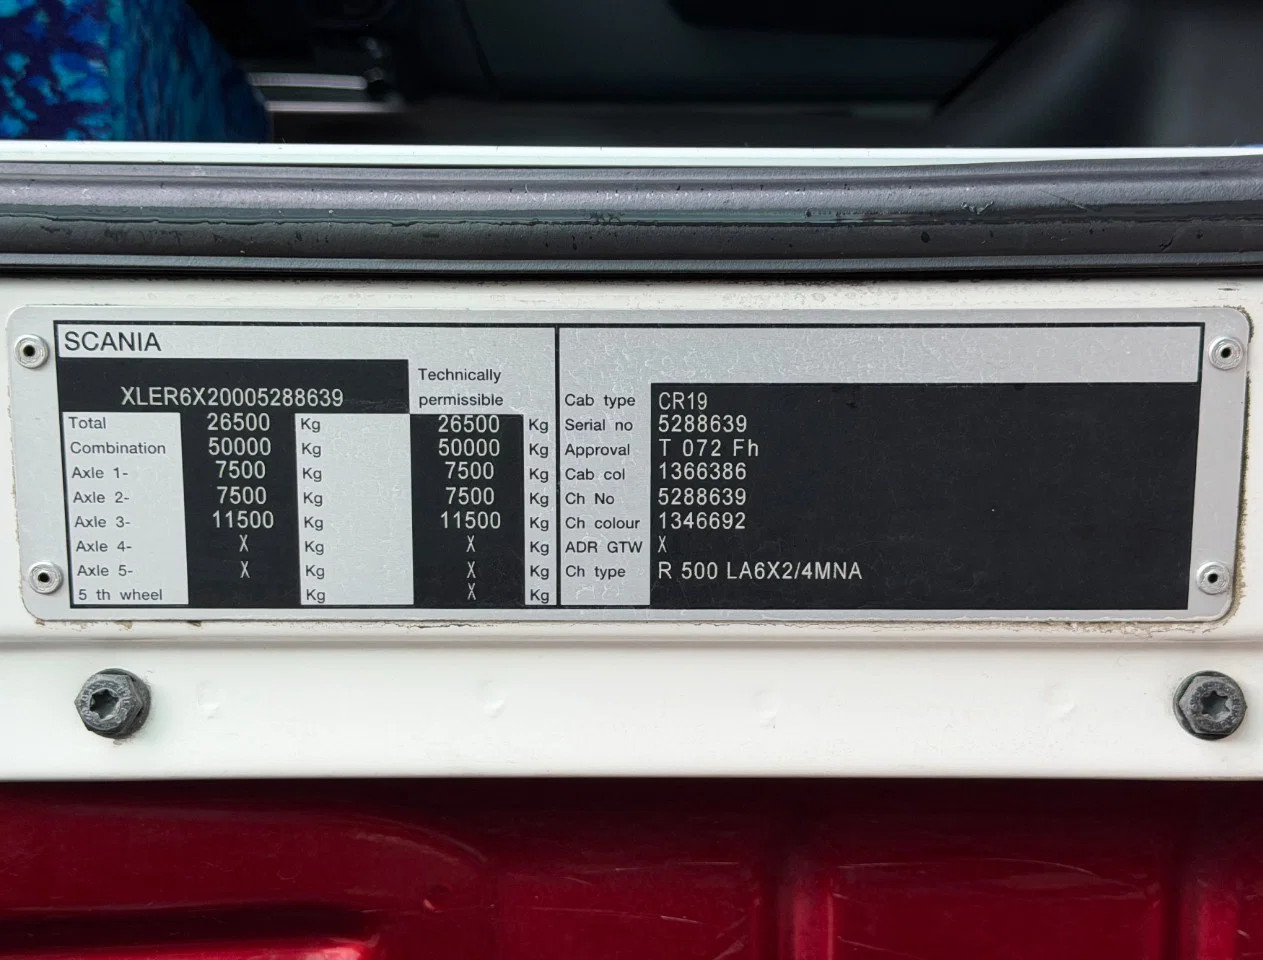 SCANIA
XLER6X20005288639
Technically
permissible
Total 26500 Kg 26500 Kg
Combination 50000 Kg 50000 Kg
Axle 1- 7500 Kg 7500 Kg
Axle 2- 7500 Kg 7500 Kg
Axle 3- 11500 Kg 11500 Kg
Axle 4- X Kg X Kg
Axle 5- X Kg X Kg
5 th wheel Kg X Kg
Cab type CR19
Serial no 5288639
Approval T 072 Fh
Cab col 1366386
Ch No 5288639
Ch colour 1346692
ADR GTW X
Ch type R 500 LA6X2/4MNA